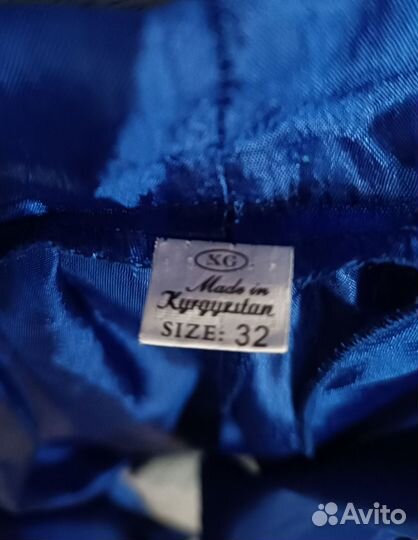 XG
Made in
Kyrgyzstan
SIZE: 32
Avito